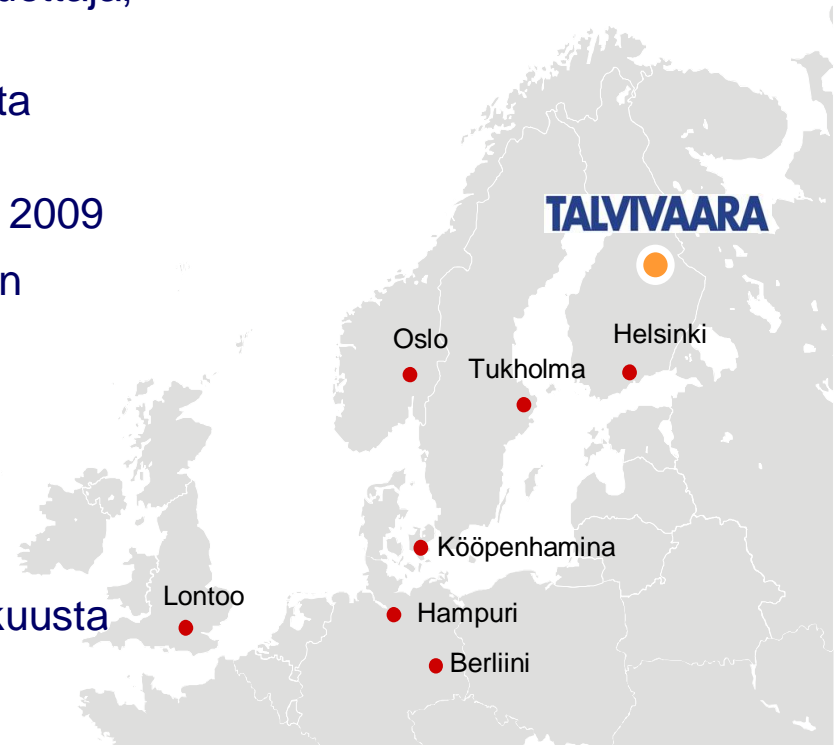 ta
2009
n
kuusta
TALVIVAARA
Oslo
Helsinki
Tukholma
Kööpenhamina
Lontoo
Hampuri
Berliini